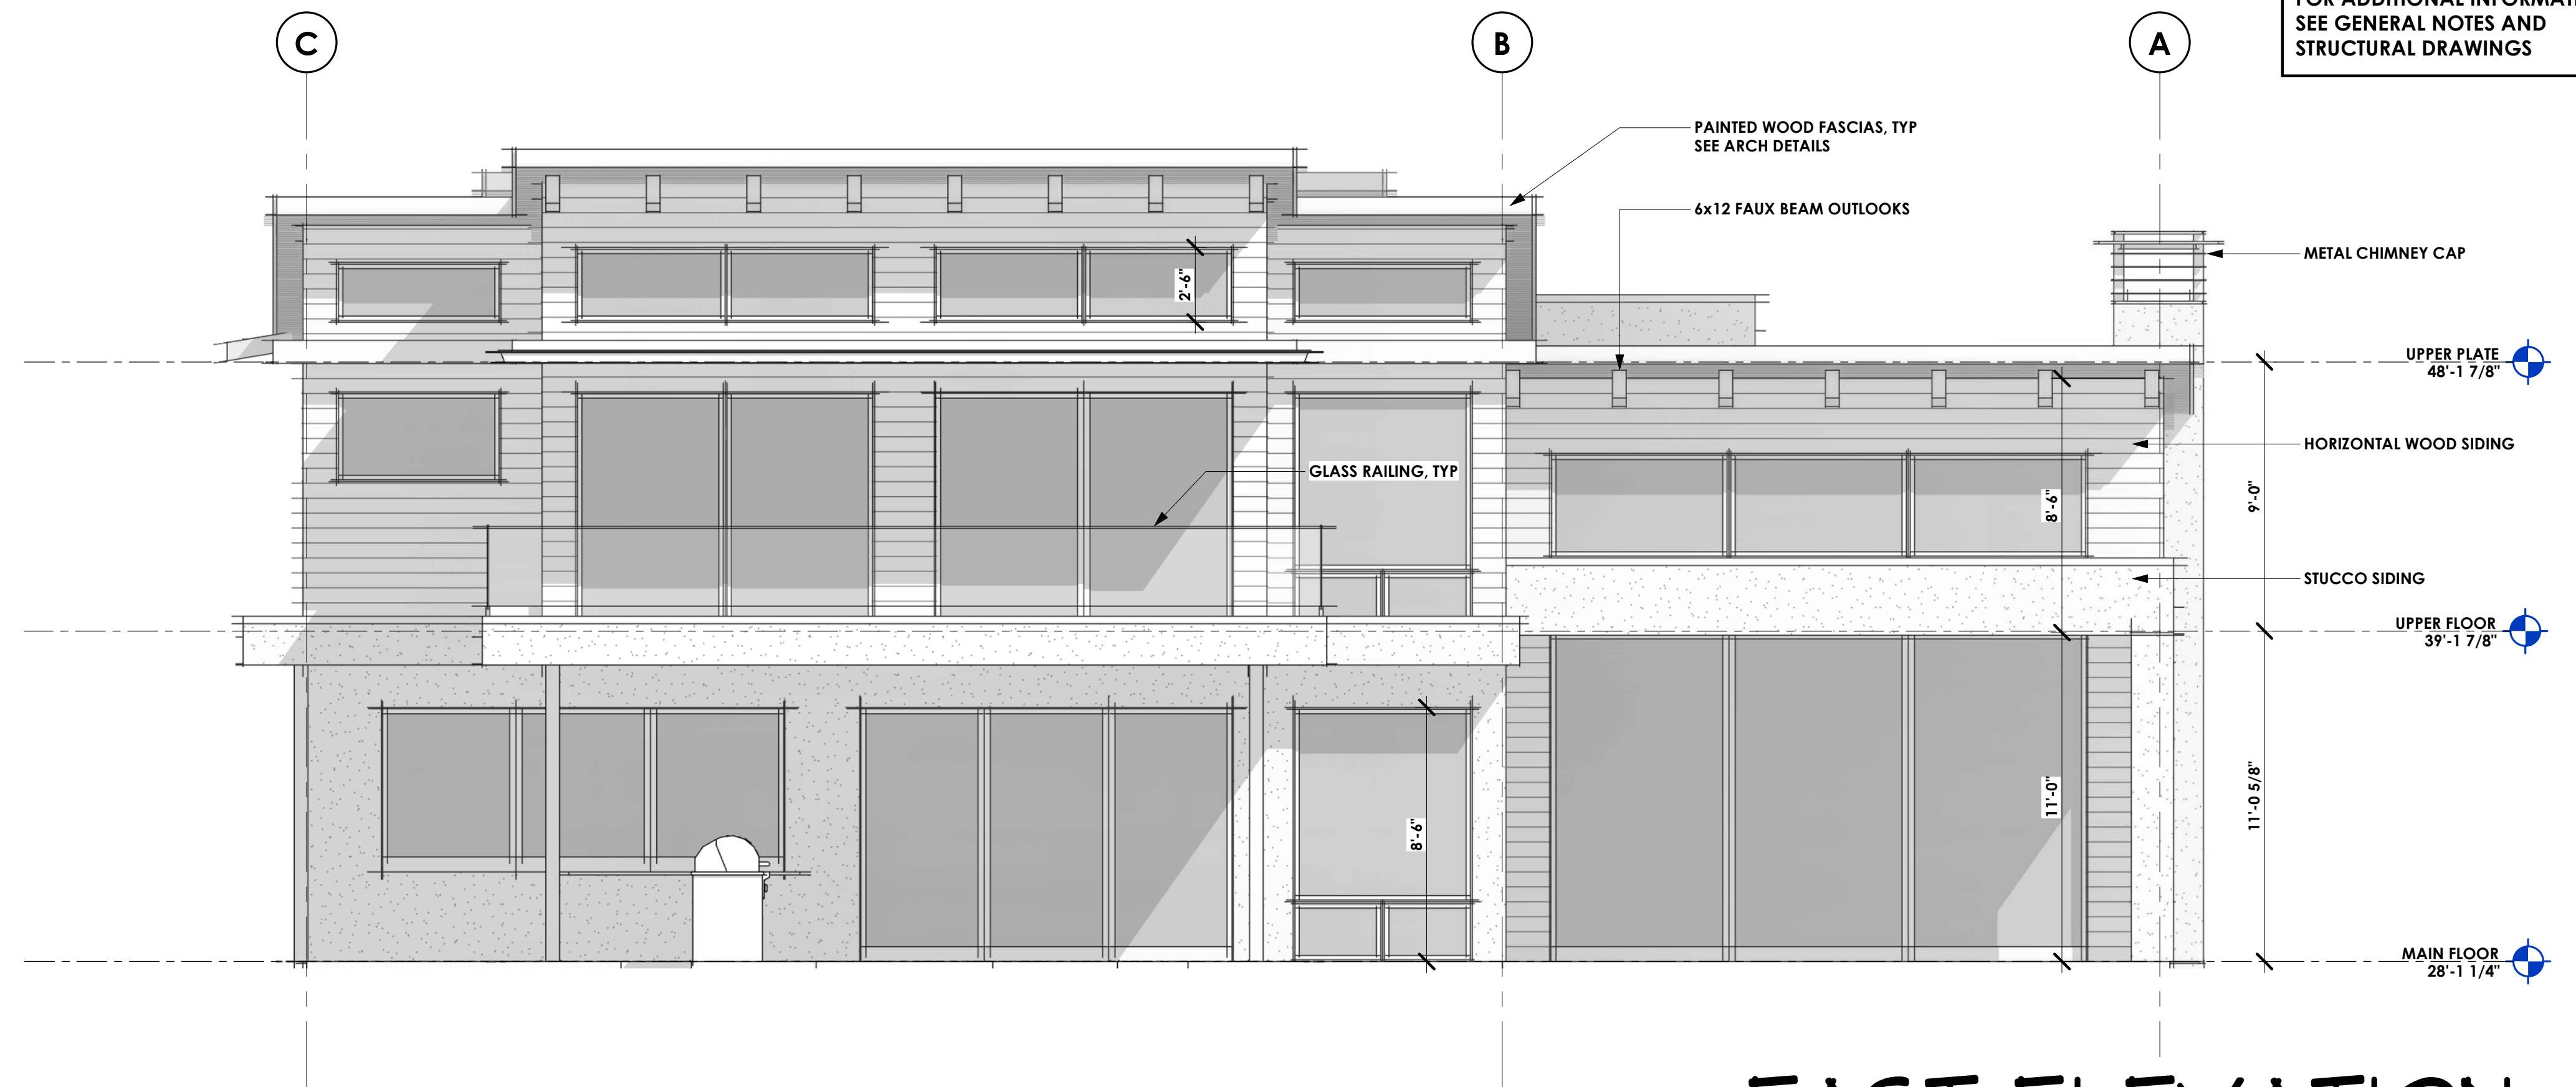 C
B
A
SEE GENERAL NOTES AND
STRUCTURAL DRAWINGS
PAINTED WOOD FASCIAS, TYP
SEE ARCH DETAILS
6x12 FAUX BEAM OUTLOOKS
METAL CHIMNEY CAP
2'-6"
UPPER PLATE
48'-1 7/8"
HORIZONTAL WOOD SIDING
GLASS RAILING, TYP
8'-6"
9'-0"
STUCCO SIDING
UPPER FLOOR
39'-1 7/8"
8'-6"
11'-0"
11'-0 5/8"
MAIN FLOOR
28'-1 1/4"
EAST ELEVATION